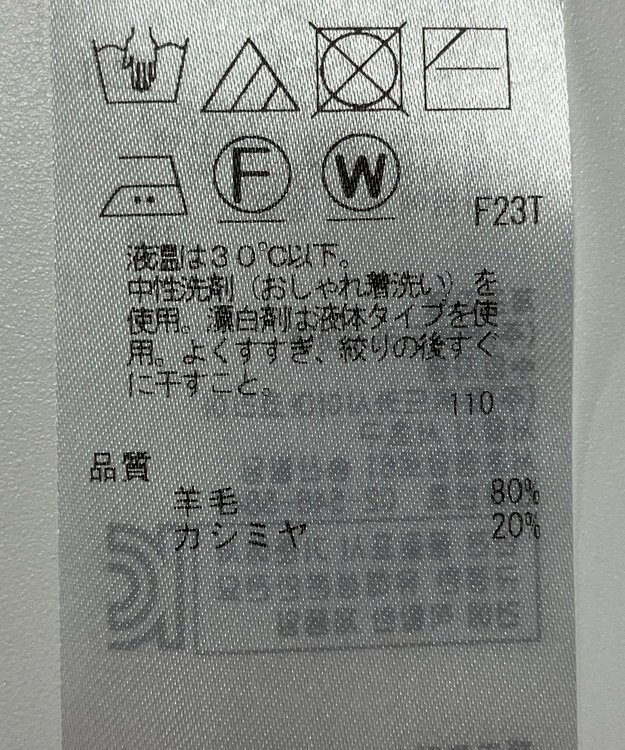 F
W
F23T
液温は30℃以下。
中性洗剤（おしゃれ着洗い）を
使用。漂白剤は液体タイプを使
用。よくすすぎ、絞りの後すぐ
に干すこと。
110
品質
羊毛 80%
カシミヤ 20%